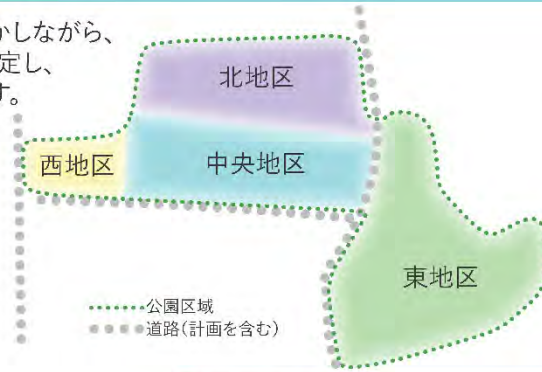 かしながら、
定し、
す。
北地区
西地区
中央地区
東地区
公園区域
道路(計画を含む)